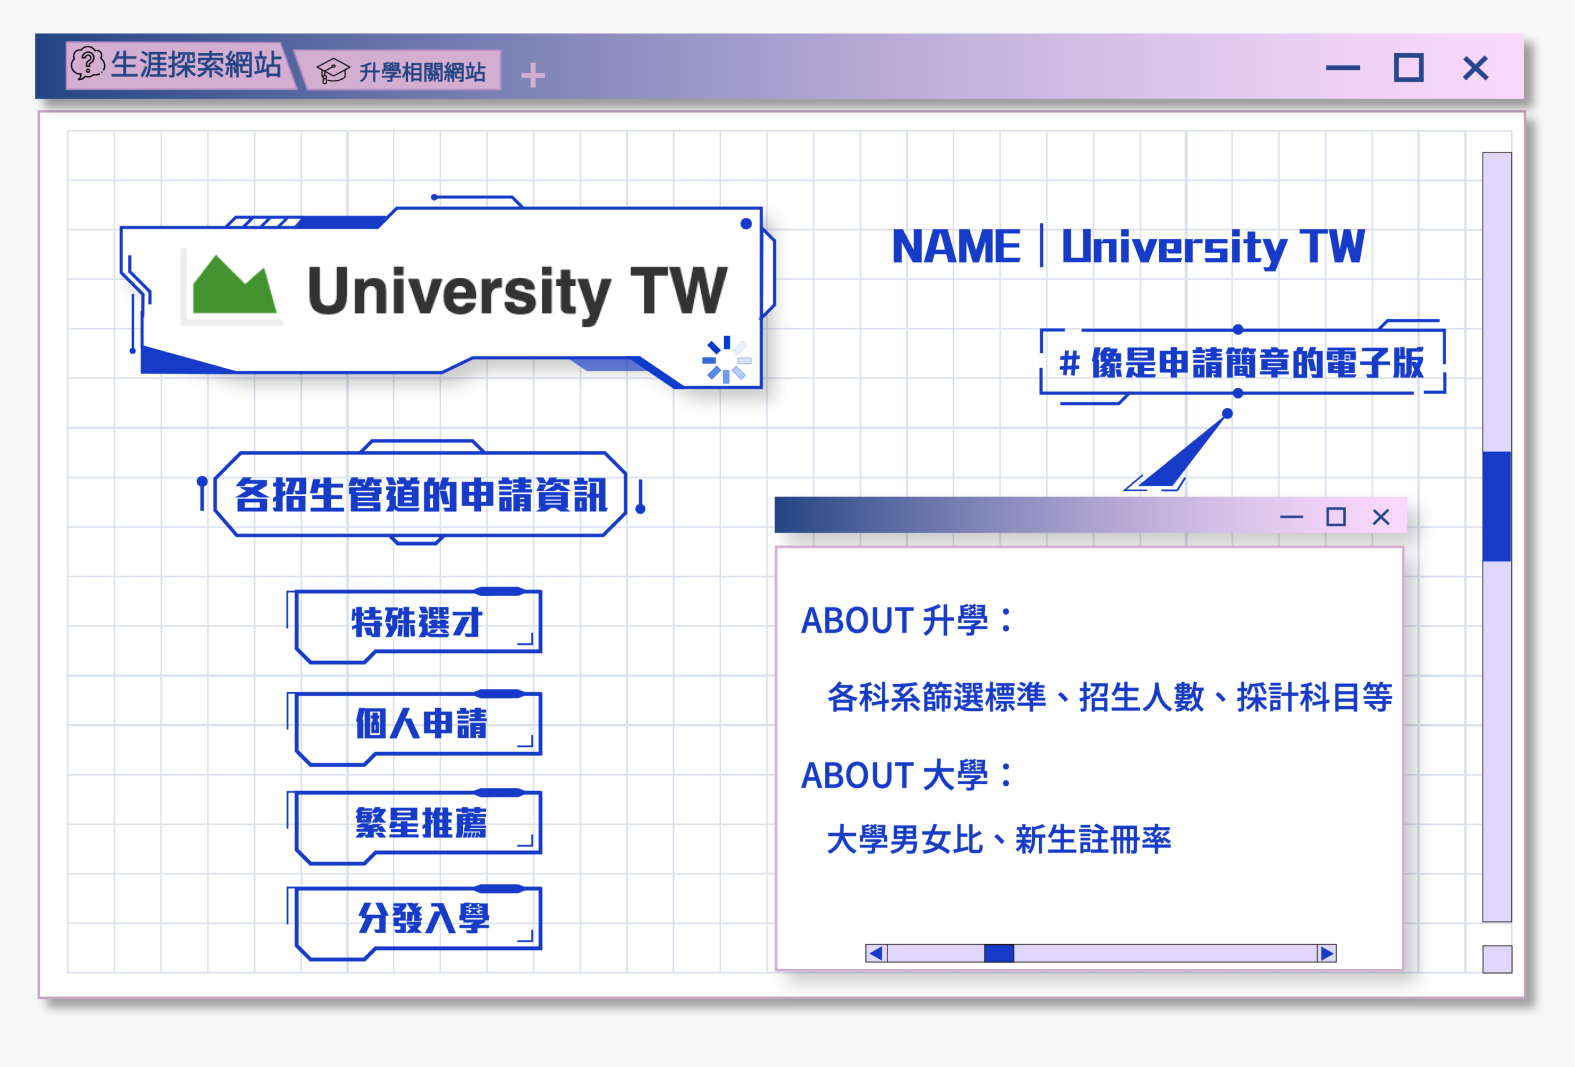 生涯探索網站
升學相關網站
University TW
NAME｜University TW
# 像是申請簡章的電子版
各招生管道的申請資訊
特殊選才
個人申請
繁星推薦
分發入學
ABOUT 升學：
各科系篩選標準、招生人數、採計科目等
ABOUT 大學：
大學男女比、新生註冊率